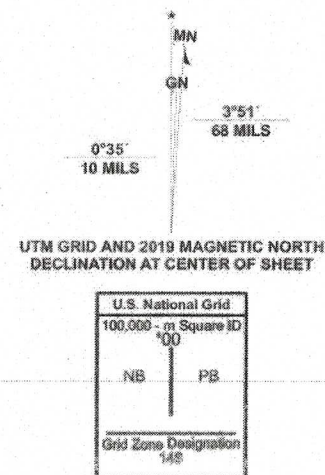 ★
MN
GN
3°51´
68 MILS
0°35´
10 MILS
UTM GRID AND 2019 MAGNETIC NORTH
DECLINATION AT CENTER OF SHEET
U.S. National Grid
100,000 - m Square ID
NB
PB
Grid Zone Designation